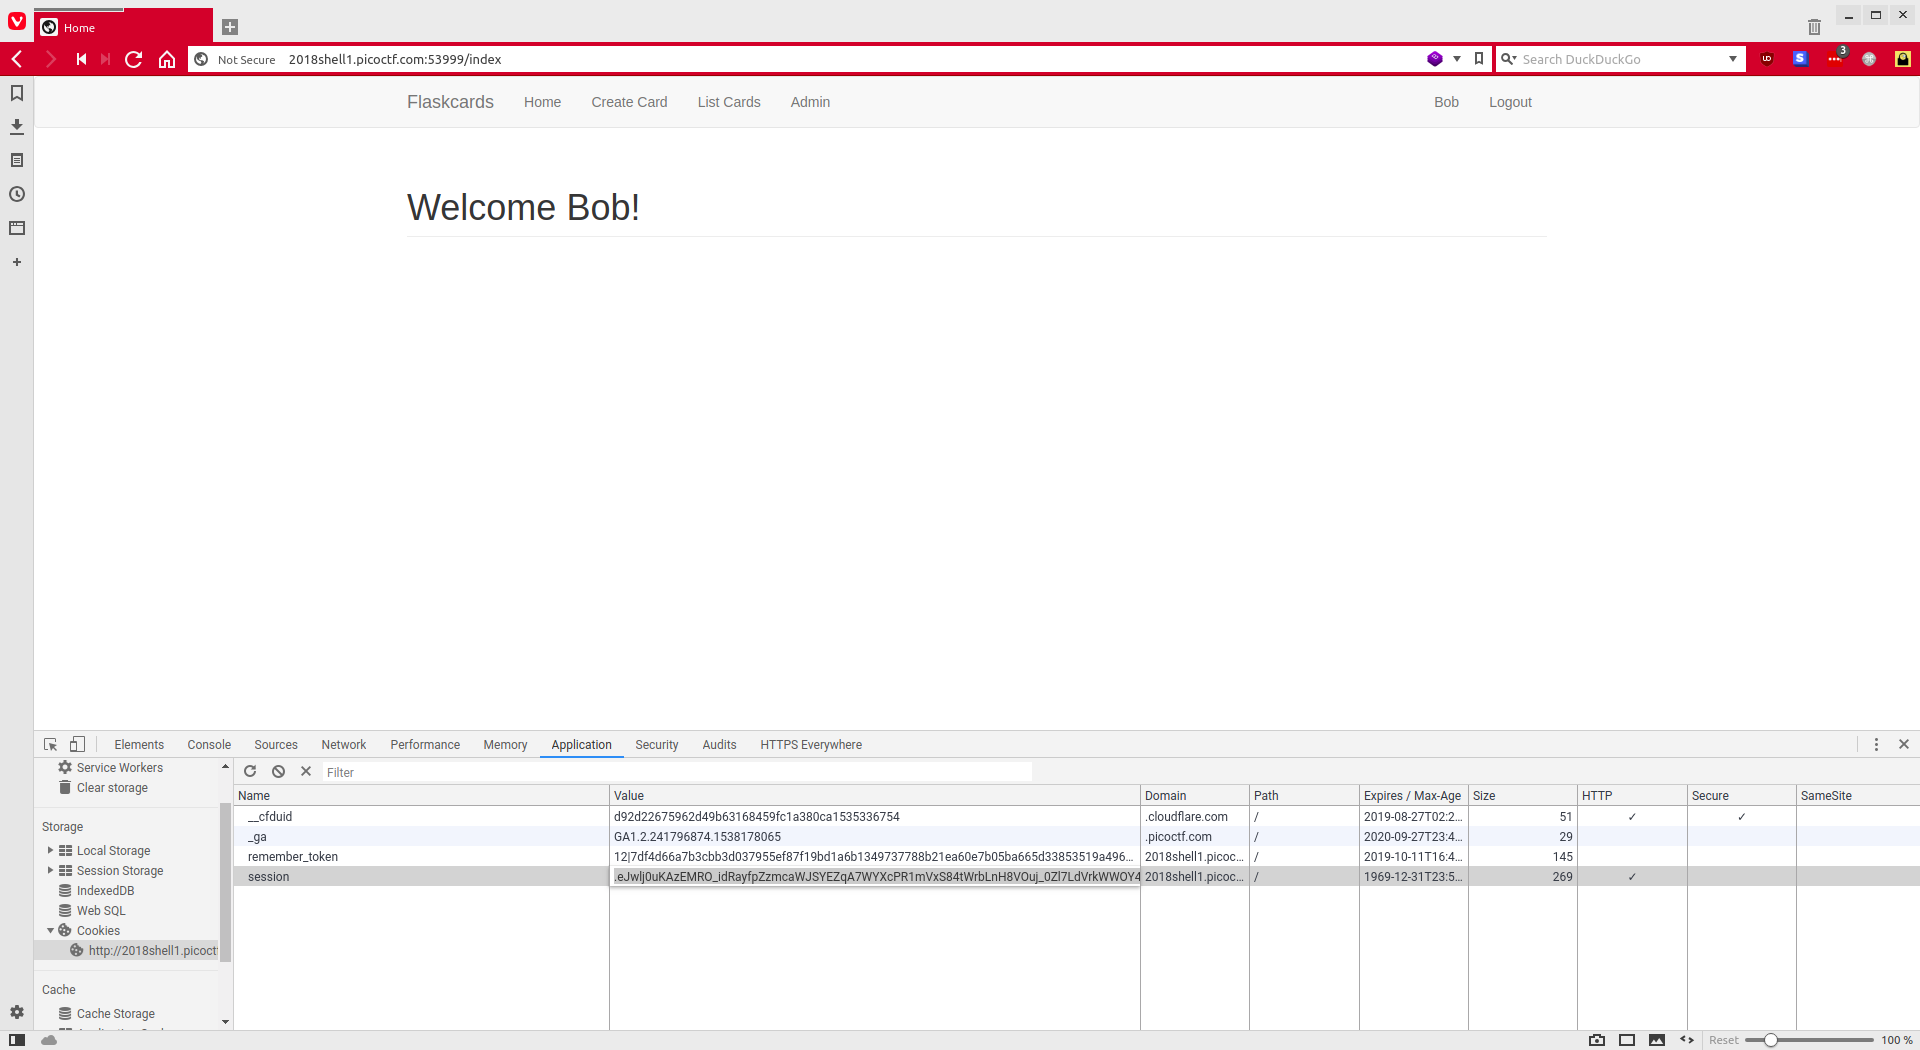 Home
Not Secure 2018shell1.picoctf.com:53999/index
Search DuckDuckGo
3
Flaskcards Home Create Card List Cards Admin Bob Logout
Welcome Bob!
Elements Console Sources Network Performance Memory Application Security Audits HTTPS Everywhere
Service Workers
Clear storage
Storage
Local Storage
Session Storage
IndexedDB
Web SQL
Cookies
http://2018shell1.picoct
Cache
Cache Storage
Filter
Name Value Domain Path Expires / Max-Age Size HTTP Secure SameSite
__cfduid d92d22675962d49b63168459fc1a380ca1535336754 .cloudflare.com / 2019-08-27T02:2... 51 ✓ ✓
_ga GA1.2.241796874.1538178065 .picoctf.com / 2020-09-27T23:4... 29
remember_token 12|7df4d66a7b3cbb3d037955ef87f19bd1a6b1349737788b21ea60e7b05ba665d33853519a496... 2018shell1.picoc... / 2019-10-11T16:4... 145
session .eJwlj0uKAzEMRO_idRayfpZzmcaWJSYEZqA7WYXcPR1mVxS84tWrbLnH8VOuj_0Zl7LdVrkWWOY4 2018shell1.picoc... / 1969-12-31T23:5... 269 ✓
Reset 100 %